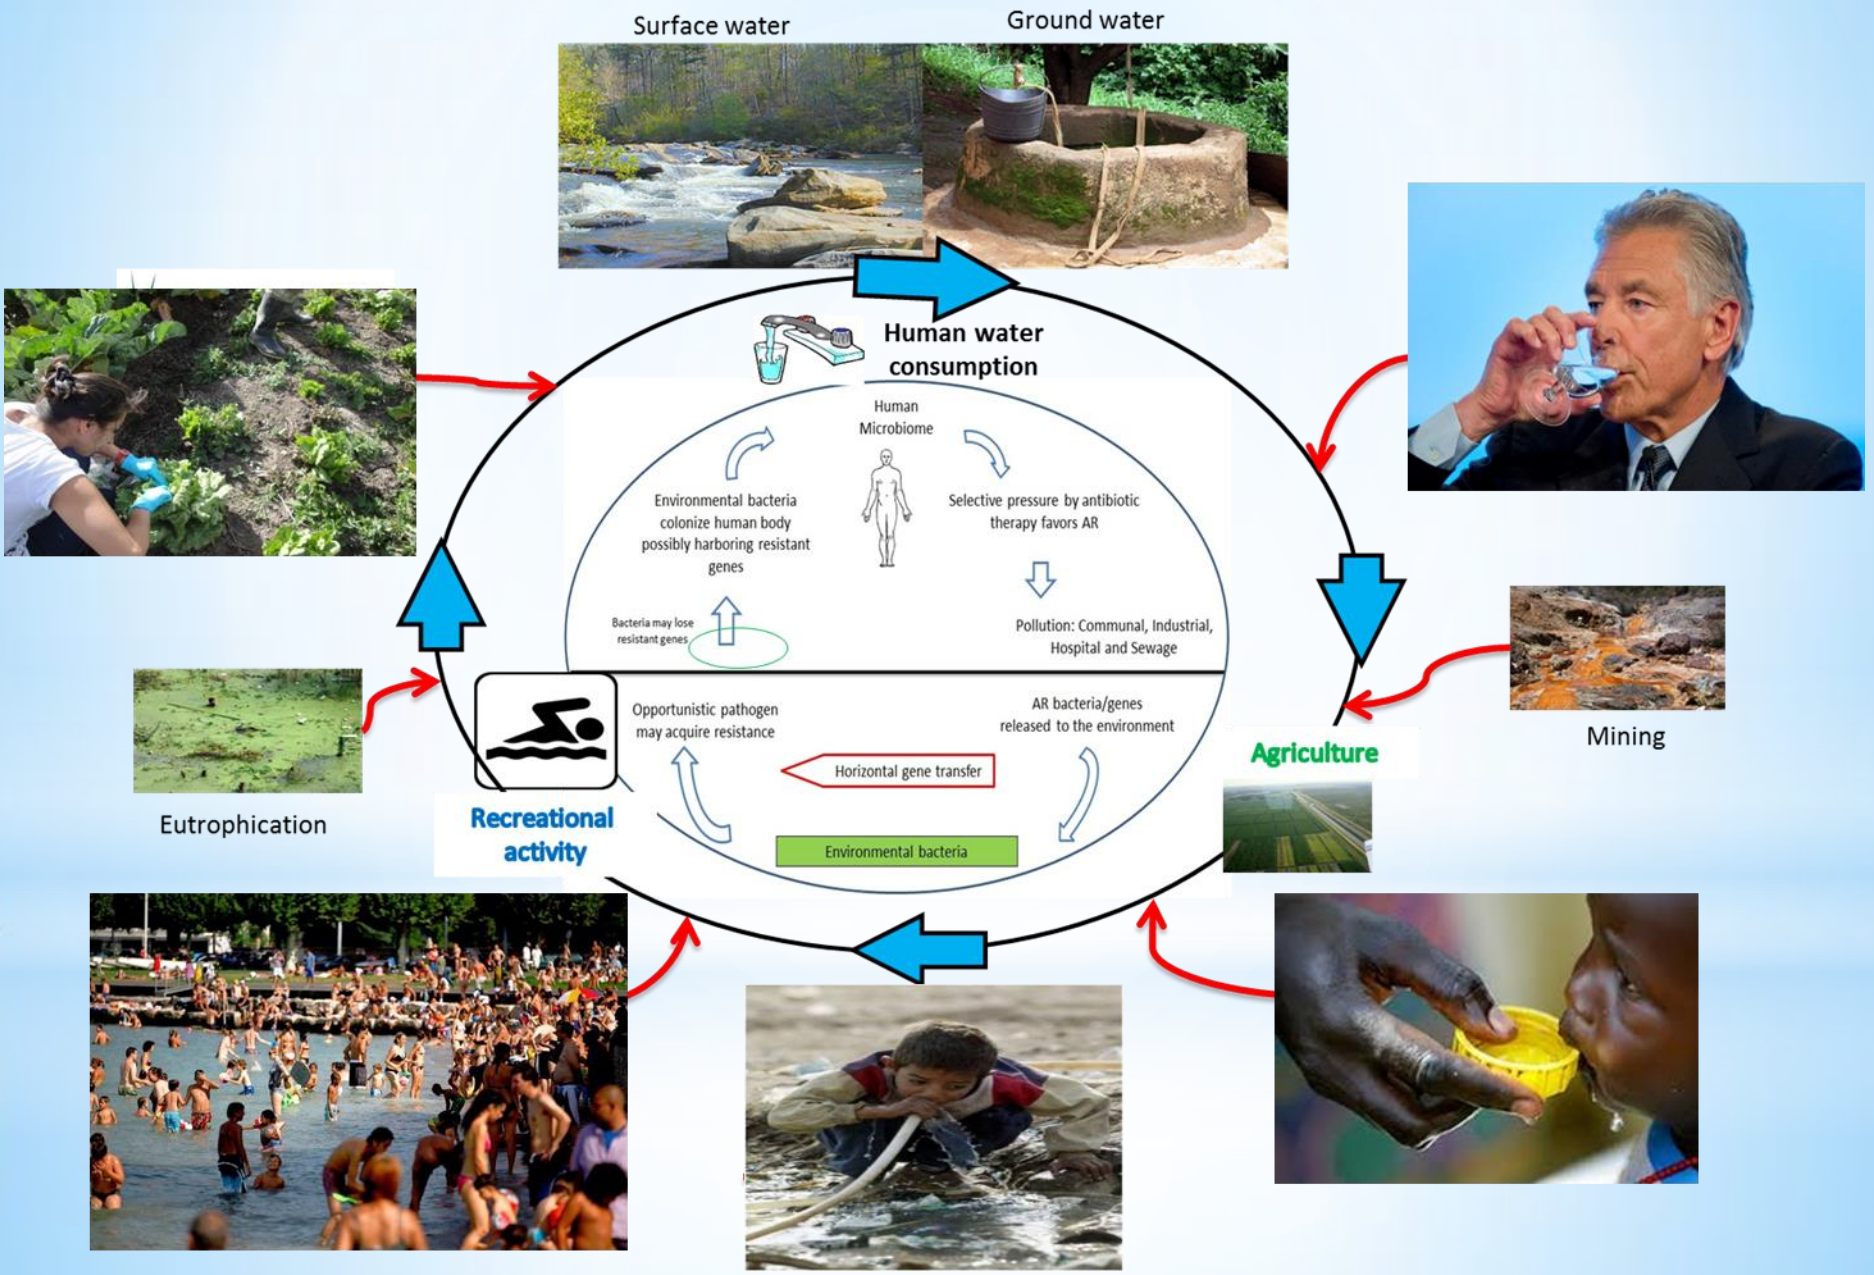 Surface water
Ground water
Human water
consumption
Human
Microbiome
Environmental bacteria
colonize human body
possibly harboring resistant
genes
Selective pressure by antibiotic
therapy favors AR
Bacteria may lose
resistant genes
Pollution: Communal, Industrial,
Hospital and Sewage
Opportunistic pathogen
may acquire resistance
AR bacteria/genes
released to the environment
Horizontal gene transfer
Environmental bacteria
Mining
Agriculture
Eutrophication
Recreational
activity